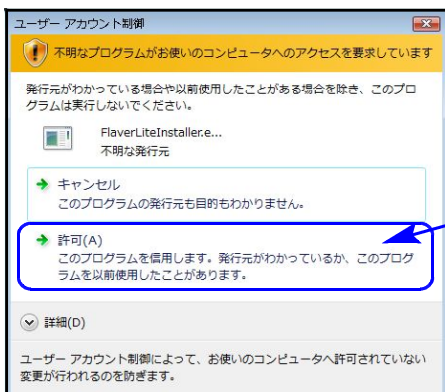 ユーザー アカウント制御
不明なプログラムがお使いのコンピュータへのアクセスを要求しています
発行元がわかっている場合や以前使用したことがある場合を除き、このプロ
グラムは実行しないでください。
FlaverLiteInstaller.e...
不明な発行元
キャンセル
このプログラムの発行元も目的もわかりません。
許可(A)
このプログラムを信用します。発行元がわかっているか、このプログ
ラムを以前使用したことがあります。
詳細(D)
ユーザー アカウント制御によって、お使いのコンピュータへ許可されていない
変更が行われるのを防ぎます。